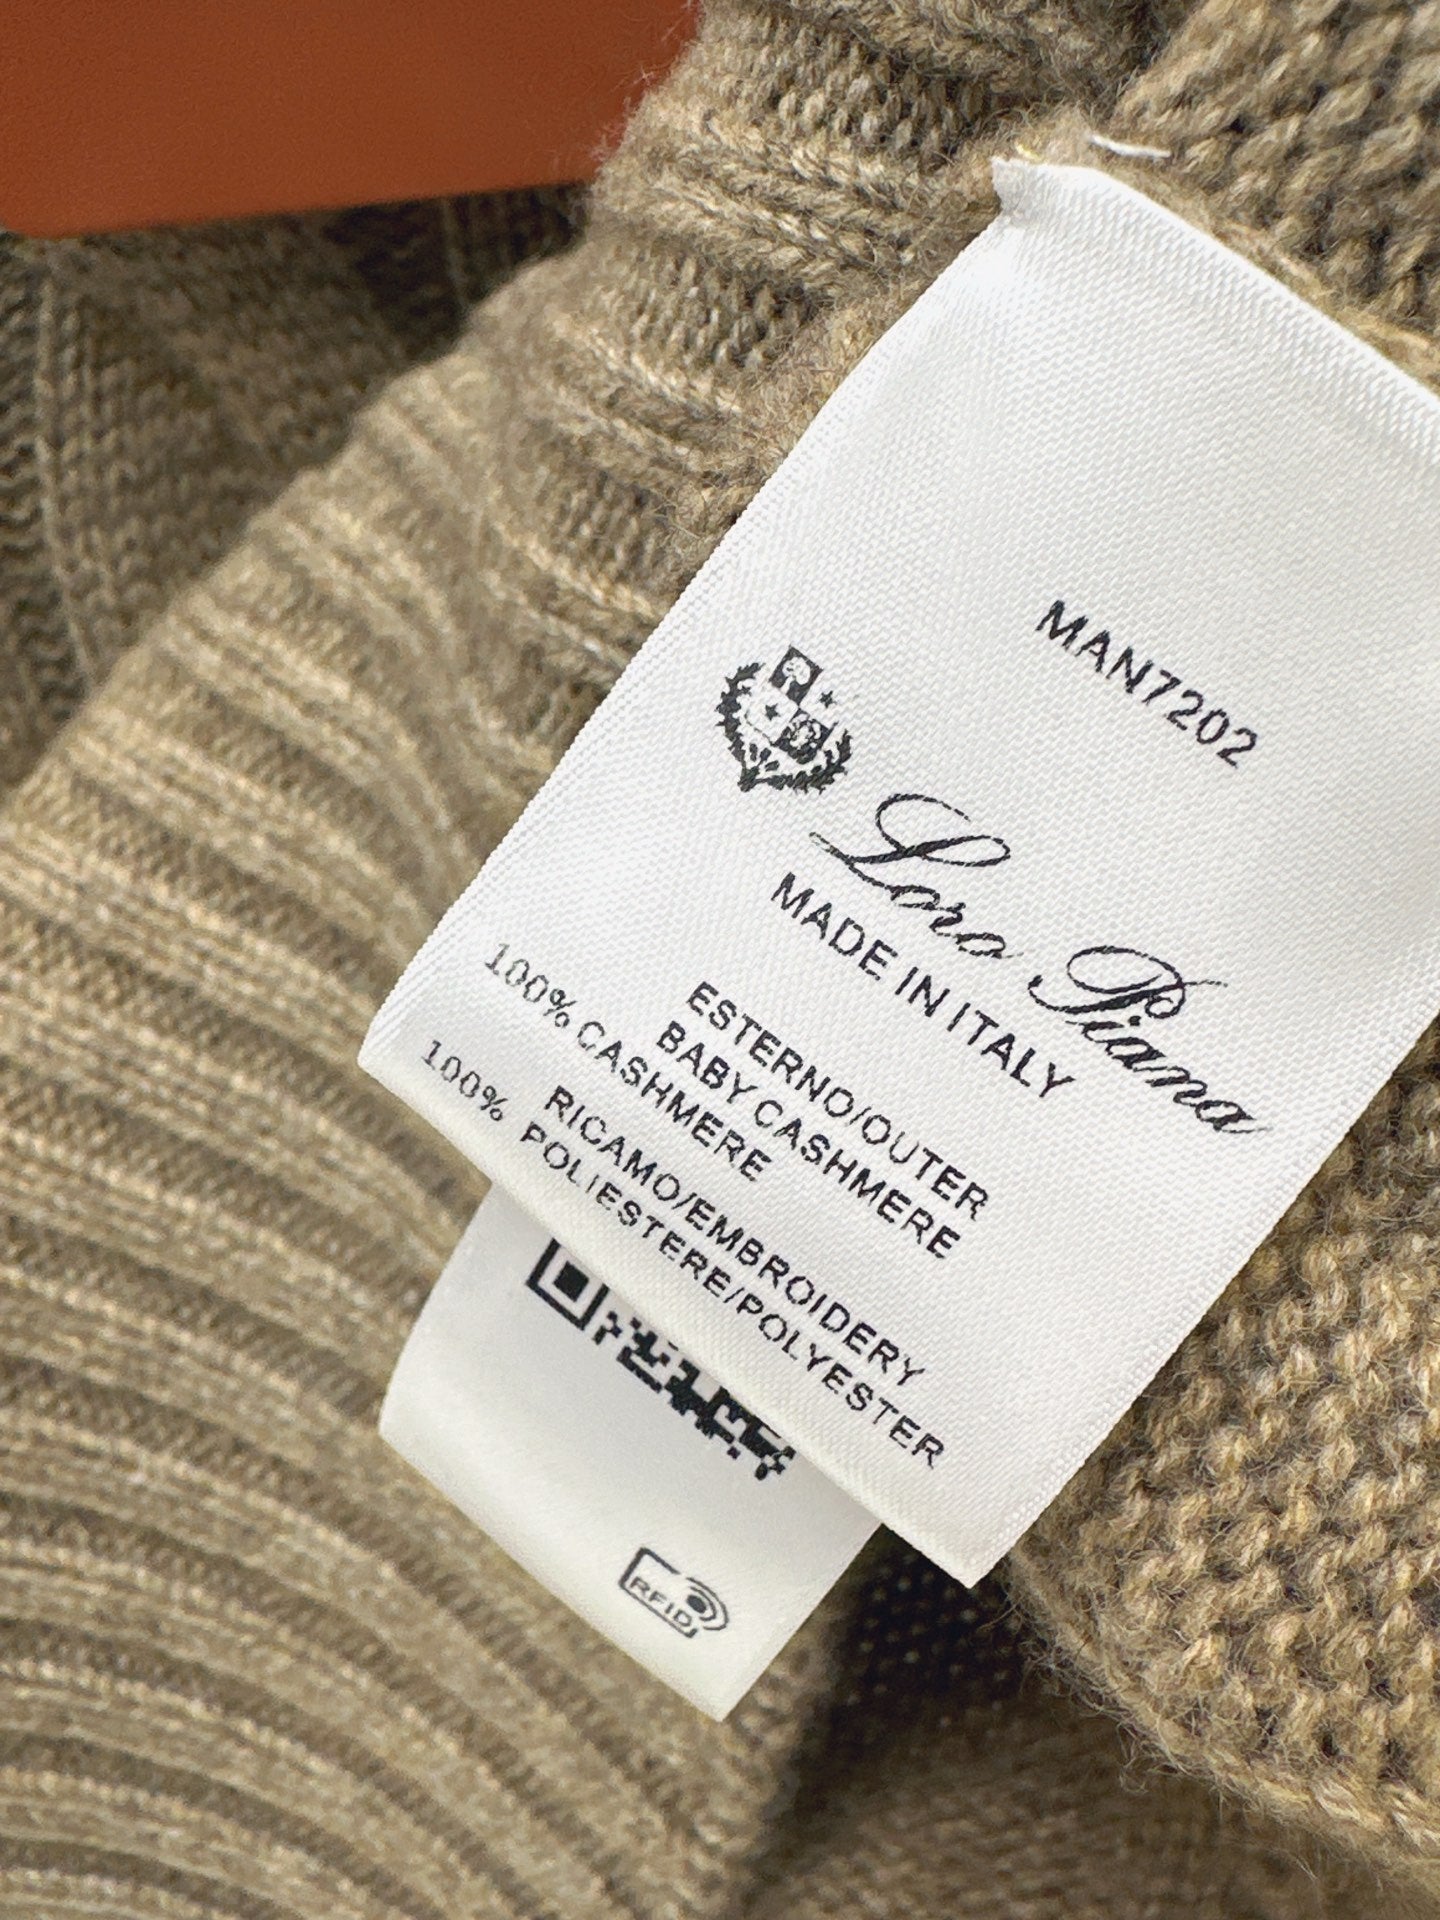 MAN7202
Loro Piana
MADE IN ITALY
ESTERNO/OUTER
BABY CASHMERE
100% CASHMERE
RICAMO/EMBROIDERY
100% POLIESTERE/POLYESTER
RFID